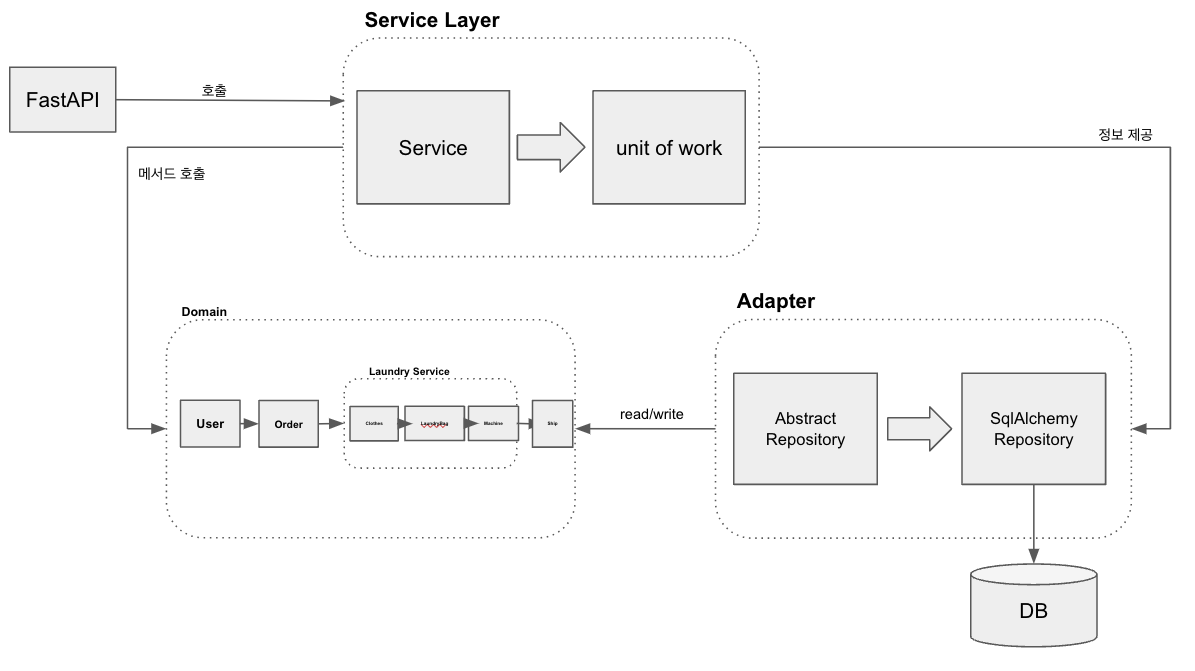 Service Layer
FastAPI
호출
Service
unit of work
정보 제공
메서드 호출
Domain
Adapter
Laundry Service
User
Order
Clothes
LaundryBag
Machine
Ship
read/write
Abstract
Repository
SqlAlchemy
Repository
DB